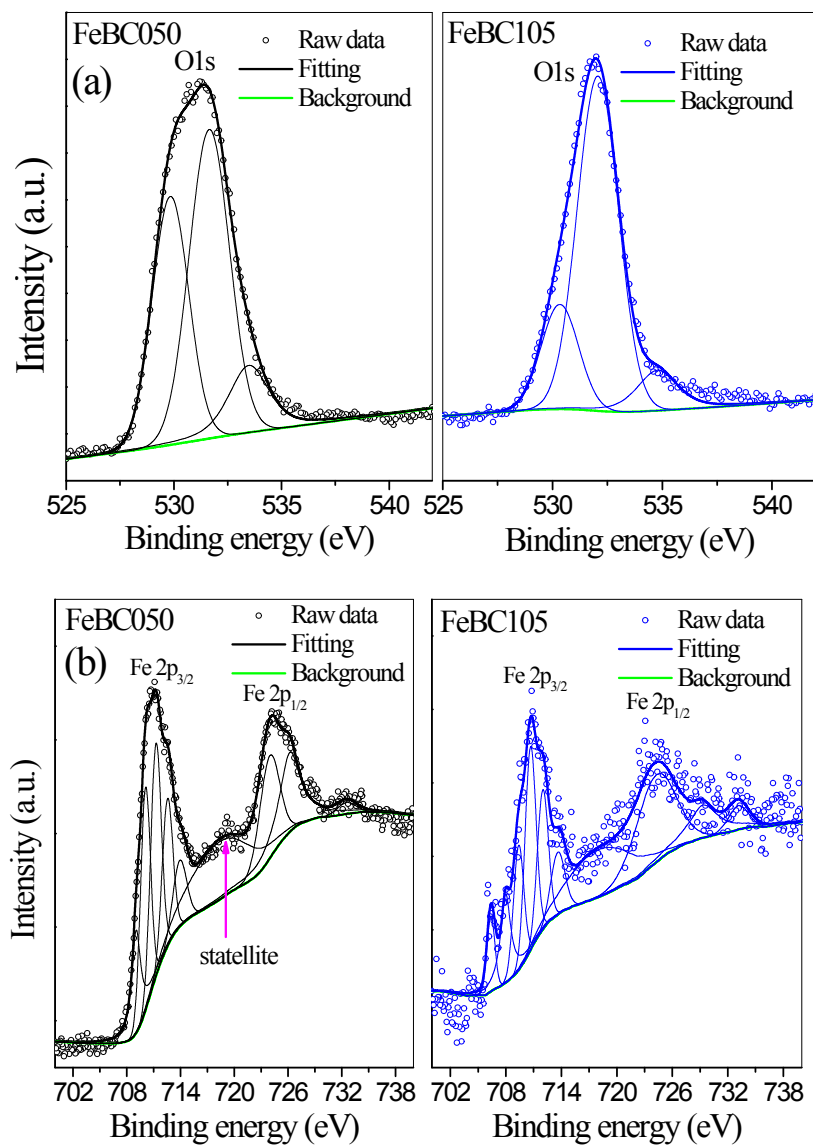 FeBC050
(a)
O1s
Raw data
Fitting
Background
FeBC105
O1s
Raw data
Fitting
Background
Intensity (a.u.)
525 530 535 540
525 530 535 540
Binding energy (eV)
Binding energy (eV)
FeBC050
(b)
Raw data
Fitting
Background
Fe 2p3/2
Fe 2p1/2
statellite
FeBC105
Raw data
Fitting
Background
Fe 2p3/2
Fe 2p1/2
Intensity (a.u.)
702 708 714 720 726 732 738
702 708 714 720 726 732 738
Binding energy (eV)
Binding energy (eV)